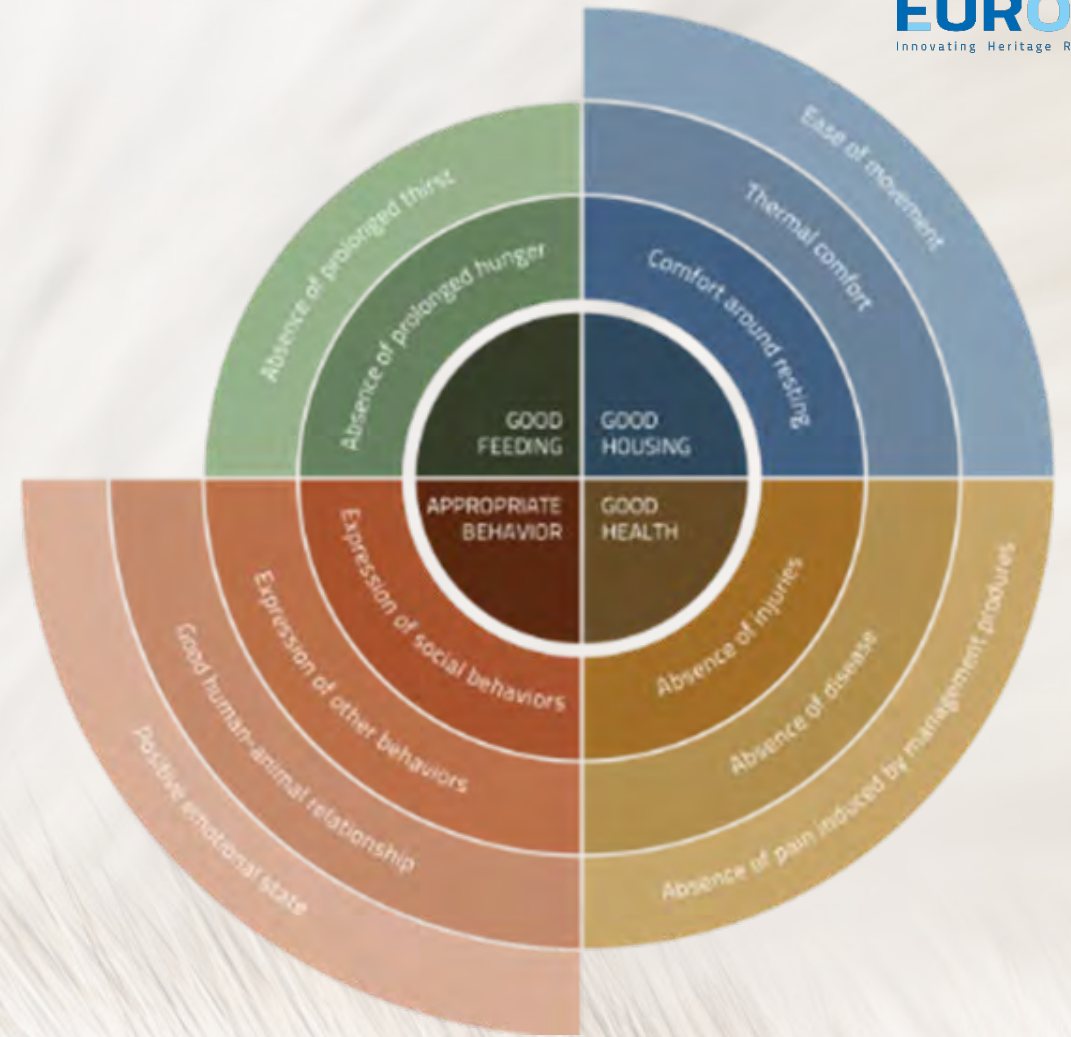 EURO
Innovating Heritage R
Ease of movement
Thermal comfort
Comfort around resting
Absence of prolonged thirst
Absence of prolonged hunger
GOOD
FEEDING
GOOD
HOUSING
APPROPRIATE
BEHAVIOR
GOOD
HEALTH
Expression of social behaviors
Expression of other behaviors
Good human-animal relationship
Positive emotional state
Absence of injuries
Absence of disease
Absence of pain induced by management produres